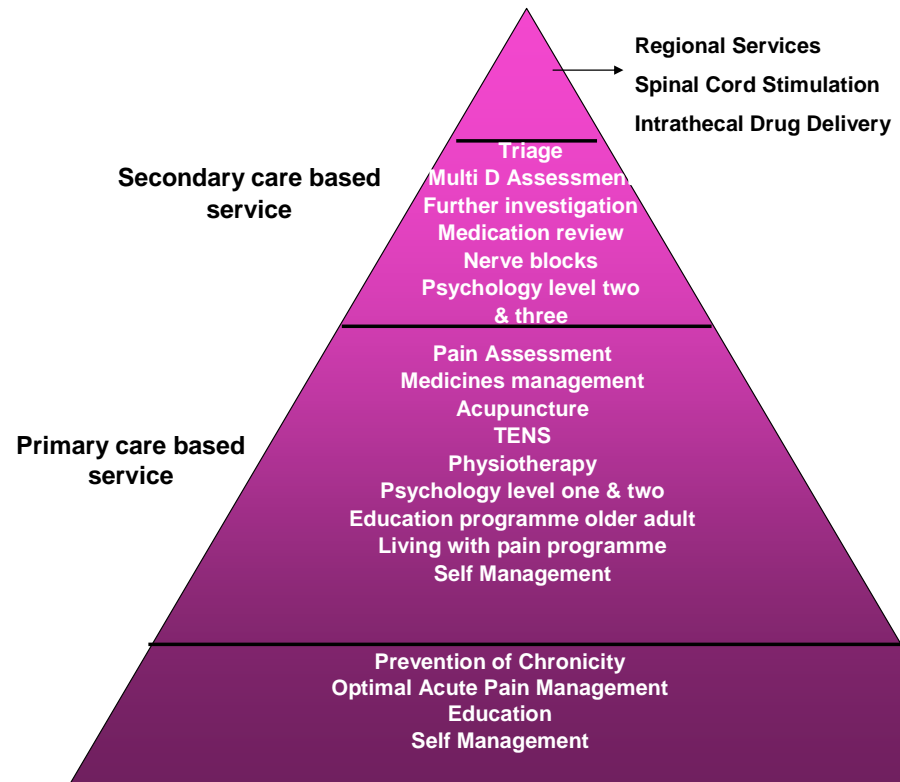 Regional Services
Spinal Cord Stimulation
Intrathecal Drug Delivery
Secondary care based
service
Triage
Multi D Assessment
Further investigation
Medication review
Nerve blocks
Psychology level two
& three
Primary care based
service
Pain Assessment
Medicines management
Acupuncture
TENS
Physiotherapy
Psychology level one & two
Education programme older adult
Living with pain programme
Self Management
Prevention of Chronicity
Optimal Acute Pain Management
Education
Self Management